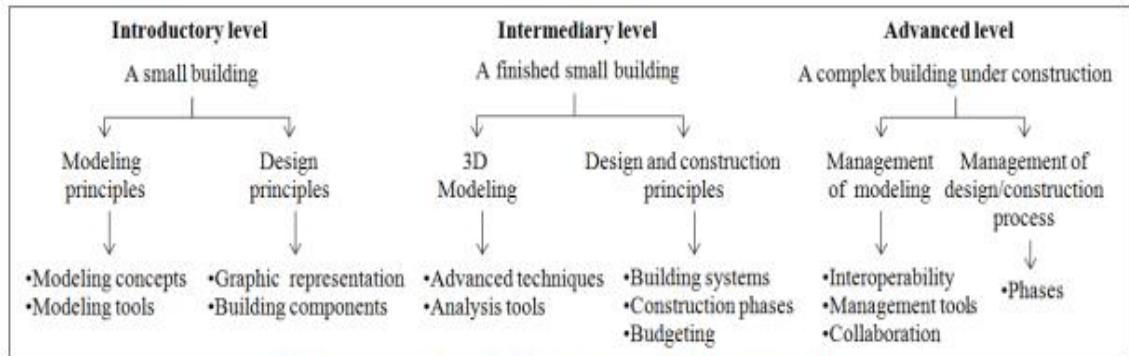 Introductory level
A small building
Modeling
principles
Design
principles
•Modeling concepts
•Modeling tools
•Graphic representation
•Building components
Intermediary level
A finished small building
3D
Modeling
Design and construction
principles
•Advanced techniques
•Analysis tools
•Building systems
•Construction phases
•Budgeting
Advanced level
A complex building under construction
Management
of modeling
Management of
design/construction
process
•Interoperability
•Management tools
•Collaboration
•Phases